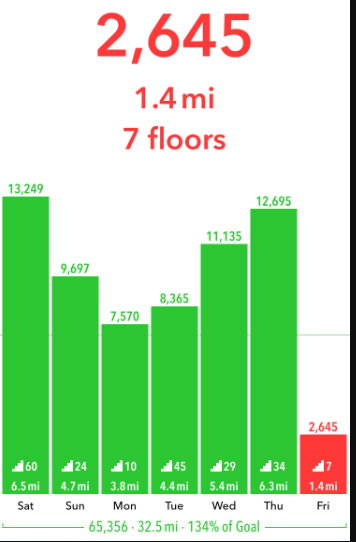 2,645
1.4 mi
7 floors
13,249
9,697
7,570
8,365
11,135
12,695
2,645
60 24 10 45 29 34 7
6.5 mi 4.7 mi 3.8 mi 4.4 mi 5.4 mi 6.3 mi 1.4 mi
Sat Sun Mon Tue Wed Thu Fri
65,356 · 32.5 mi · 134% of Goal